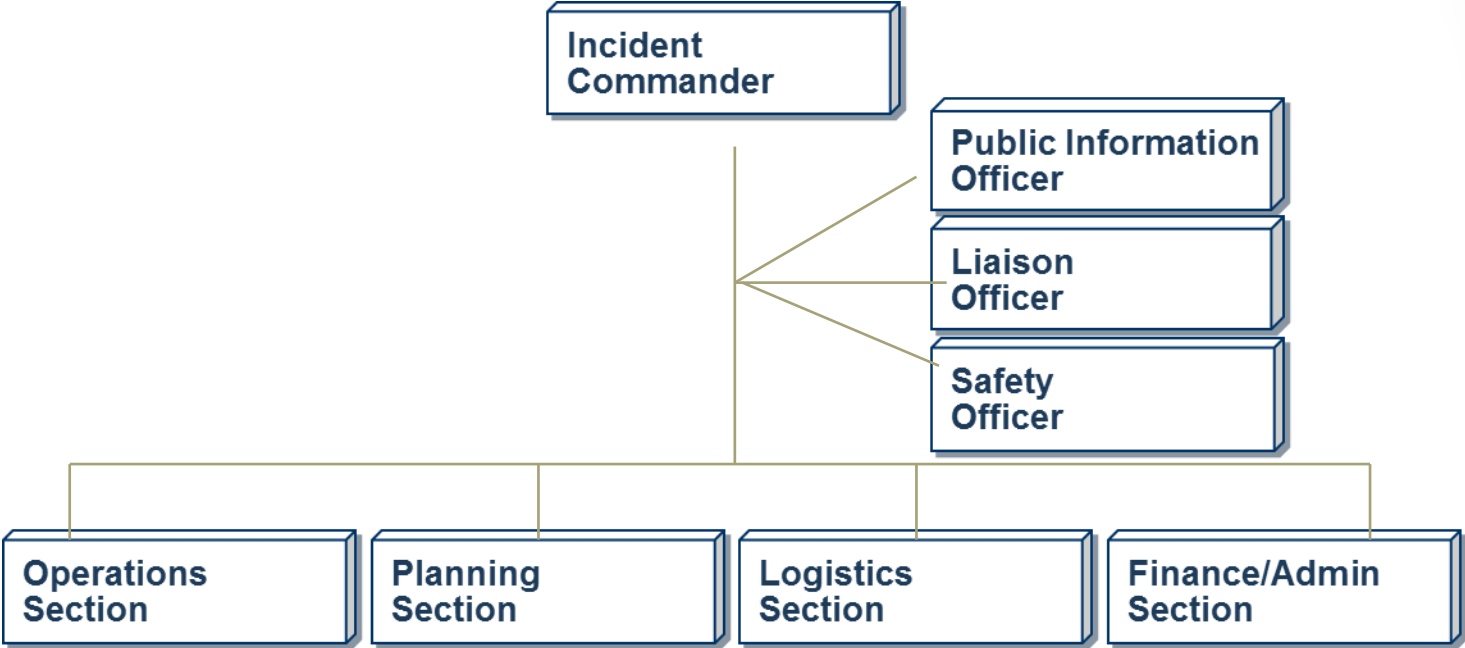 Incident
Commander
Public Information
Officer
Liaison
Officer
Safety
Officer
Operations
Section
Planning
Section
Logistics
Section
Finance/Admin
Section